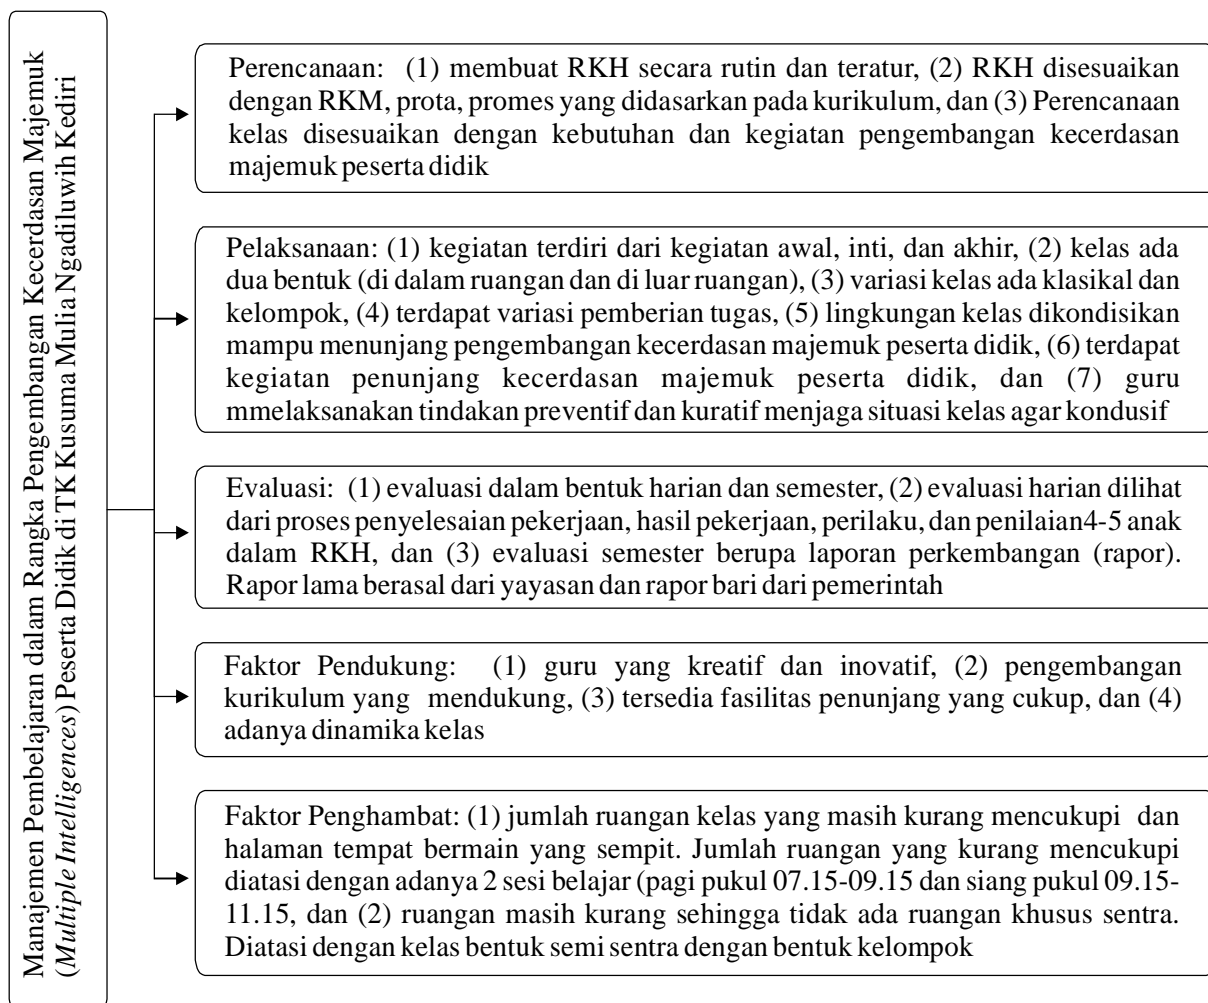 Manajemen Pembelajaran dalam Rangka Pengembangan Kecerdasan Majemuk
(Multiple Intelligences) Peserta Didik di TK Kusuma Mulia Ngadiluwih Kediri
Perencanaan: (1) membuat RKH secara rutin dan teratur, (2) RKH disesuaikan
dengan RKM, prota, promes yang didasarkan pada kurikulum, dan (3) Perencanaan
kelas disesuaikan dengan kebutuhan dan kegiatan pengembangan kecerdasan
majemuk peserta didik
Pelaksanaan: (1) kegiatan terdiri dari kegiatan awal, inti, dan akhir, (2) kelas ada
dua bentuk (di dalam ruangan dan di luar ruangan), (3) variasi kelas ada klasikal dan
kelompok, (4) terdapat variasi pemberian tugas, (5) lingkungan kelas dikondisikan
mampu menunjang pengembangan kecerdasan majemuk peserta didik, (6) terdapat
kegiatan penunjang kecerdasan majemuk peserta didik, dan (7) guru
mmelaksanakan tindakan preventif dan kuratif menjaga situasi kelas agar kondusif
Evaluasi: (1) evaluasi dalam bentuk harian dan semester, (2) evaluasi harian dilihat
dari proses penyelesaian pekerjaan, hasil pekerjaan, perilaku, dan penilaian 4-5 anak
dalam RKH, dan (3) evaluasi semester berupa laporan perkembangan (rapor).
Rapor lama berasal dari yayasan dan rapor bari dari pemerintah
Faktor Pendukung: (1) guru yang kreatif dan inovatif, (2) pengembangan
kurikulum yang mendukung, (3) tersedia fasilitas penunjang yang cukup, dan (4)
adanya dinamika kelas
Faktor Penghambat: (1) jumlah ruangan kelas yang masih kurang mencukupi dan
halaman tempat bermain yang sempit. Jumlah ruangan yang kurang mencukupi
diatasi dengan adanya 2 sesi belajar (pagi pukul 07.15-09.15 dan siang pukul 09.15-
11.15, dan (2) ruangan masih kurang sehingga tidak ada ruangan khusus sentra.
Diatasi dengan kelas bentuk semi sentra dengan bentuk kelompok